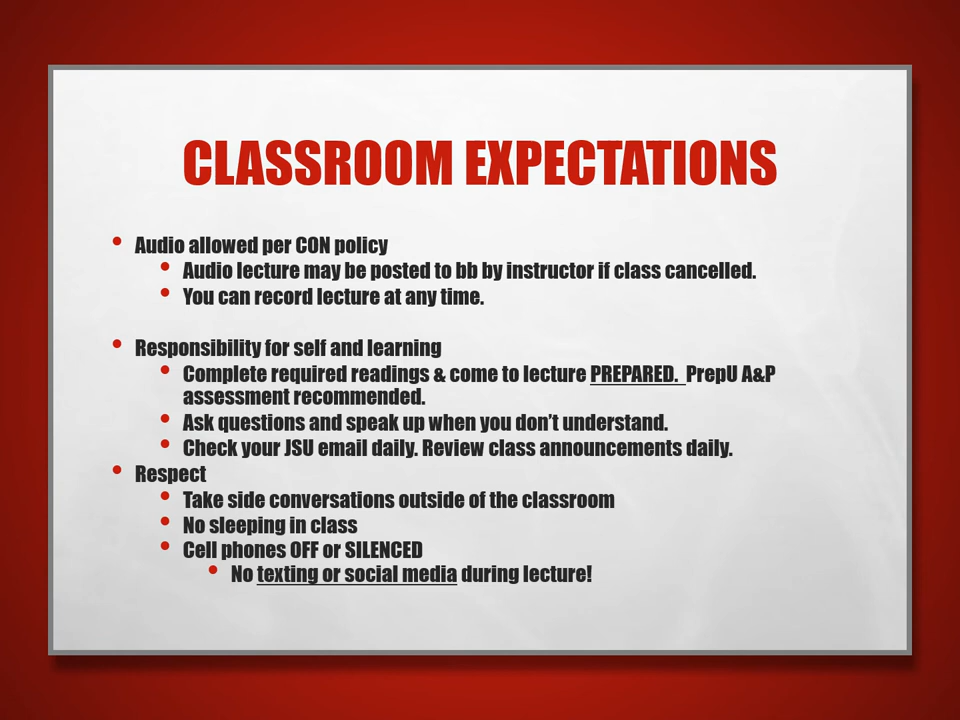 CLASSROOM EXPECTATIONS
• Audio allowed per CON policy
• Audio lecture may be posted to bb by instructor if class cancelled.
• You can record lecture at any time.
• Responsibility for self and learning
• Complete required readings & come to lecture PREPARED. PrepU A&P
assessment recommended.
• Ask questions and speak up when you don’t understand.
• Check your JSU email daily. Review class announcements daily.
• Respect
• Take side conversations outside of the classroom
• No sleeping in class
• Cell phones OFF or SILENCED
• No texting or social media during lecture!